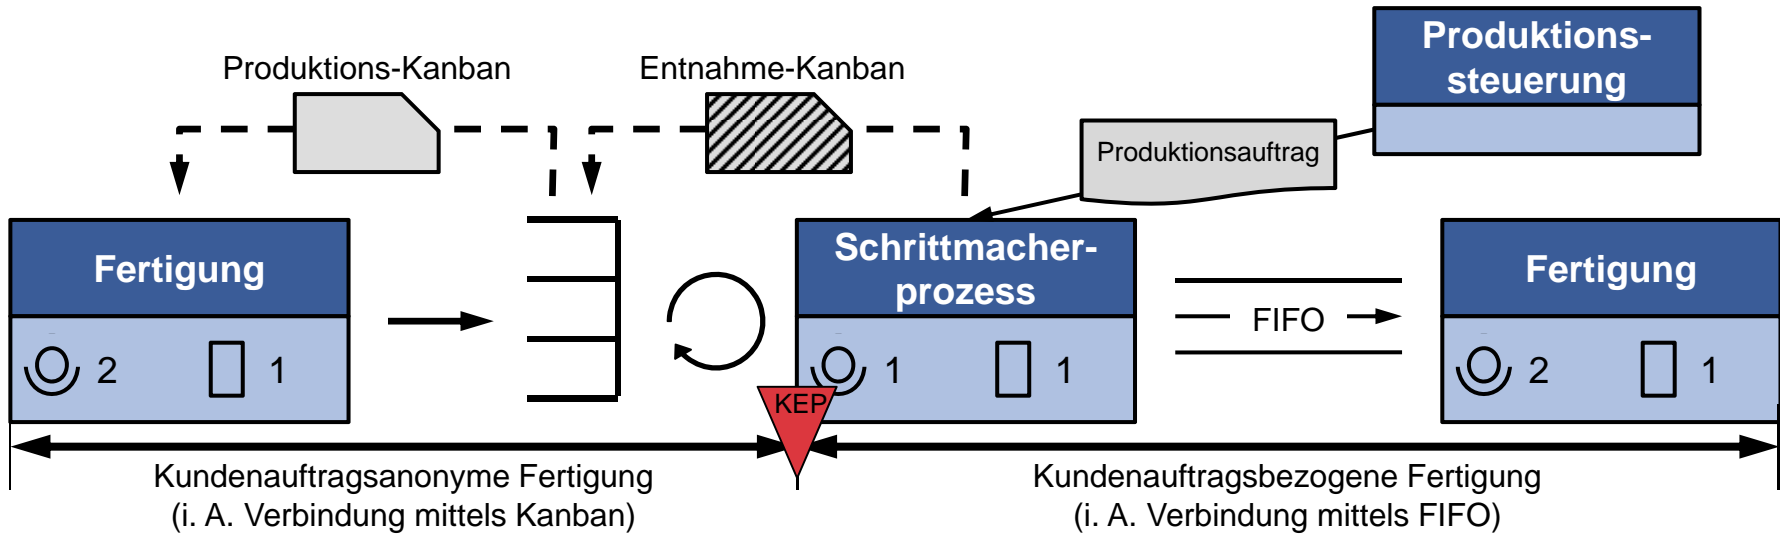 Produktions-
steuerung
Produktions-Kanban
Entnahme-Kanban
Produktionsauftrag
Fertigung
2
1
Schrittmacher-
prozess
1
1
FIFO
Fertigung
2
1
KEP
Kundenauftragsanonyme Fertigung
(i. A. Verbindung mittels Kanban)
Kundenauftragsbezogene Fertigung
(i. A. Verbindung mittels FIFO)